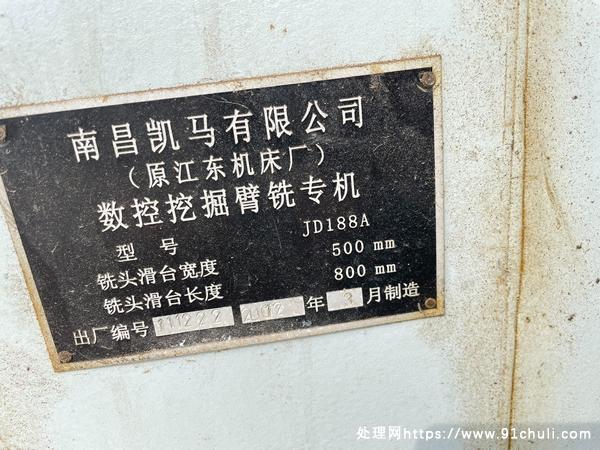 南昌凯马有限公司
(原江东机床厂)
数控挖掘臂铣专机
型 号 JD188A
铣头滑台宽度 500 mm
铣头滑台长度 800 mm
出厂编号 111222 2012 年 3 月制造
处理网https://www.91chuli.com/